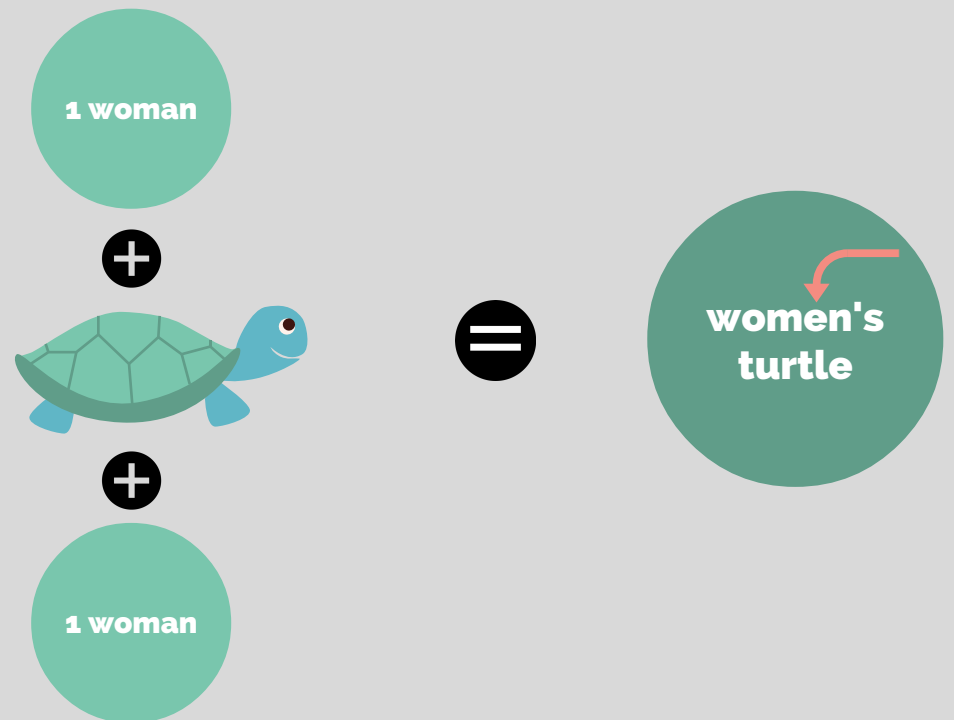 1 woman
+
+
1 woman
=
women's
turtle